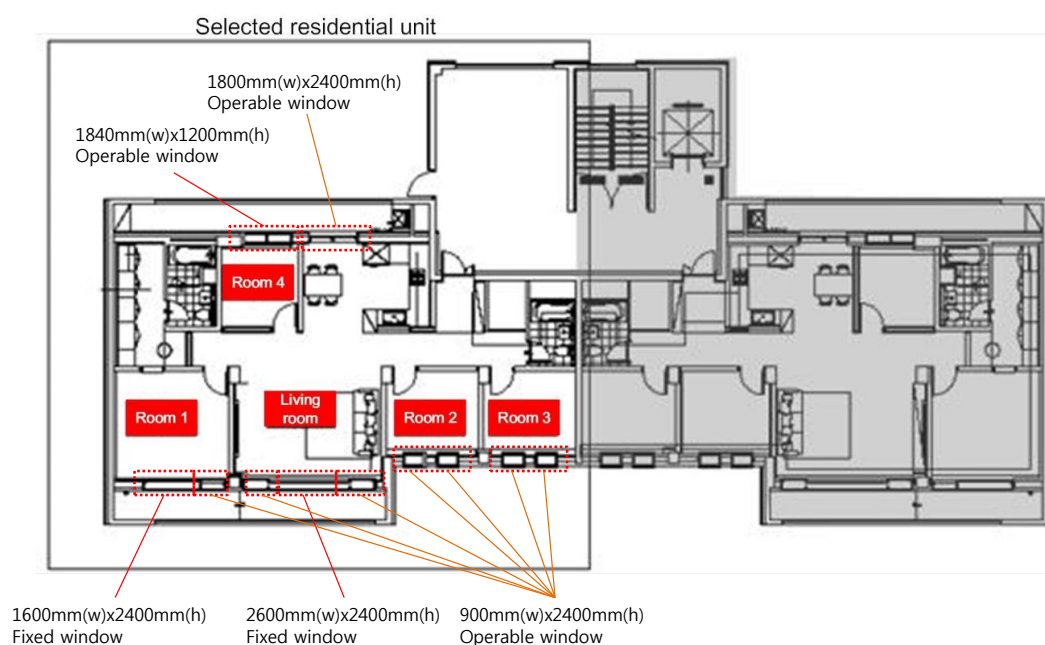 Selected residential unit
1800mm(w)x2400mm(h)
Operable window
1840mm(w)x1200mm(h)
Operable window
Room 4
Room 1
Living
room
Room 2
Room 3
1600mm(w)x2400mm(h)
Fixed window
2600mm(w)x2400mm(h)
Fixed window
900mm(w)x2400mm(h)
Operable window